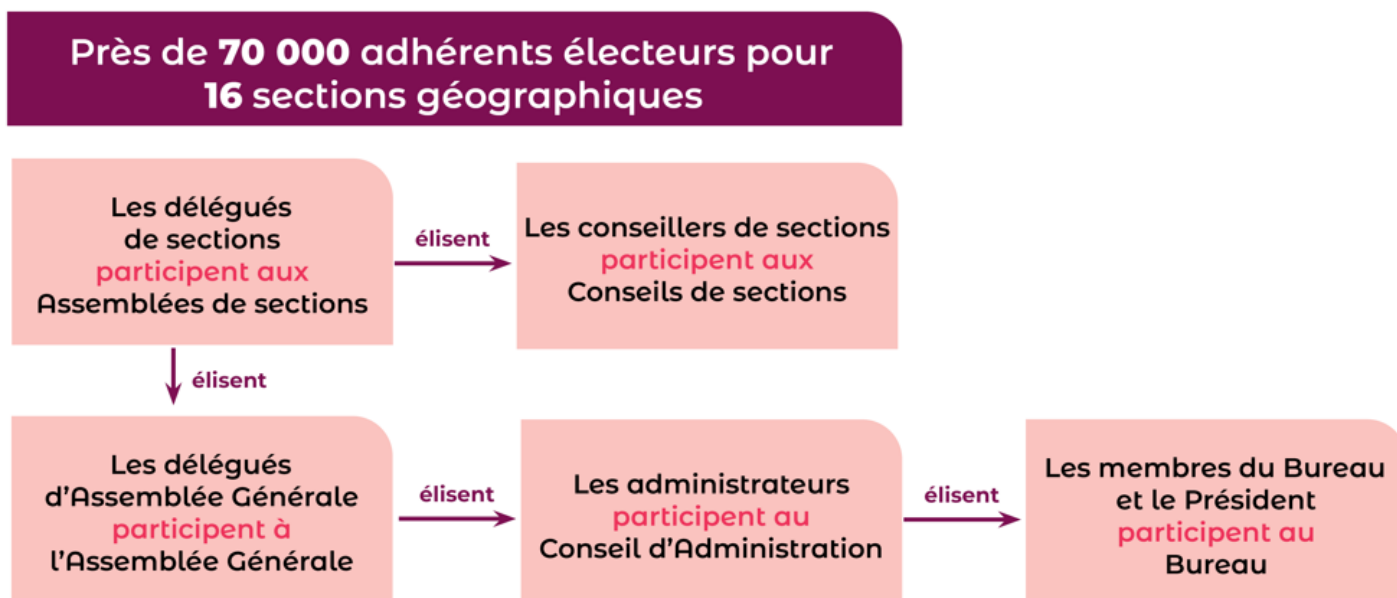 Près de 70 000 adhérents électeurs pour
16 sections géographiques
Les délégués
de sections
participent aux
Assemblées de sections
élisent
Les conseillers de sections
participent aux
Conseils de sections
élisent
Les délégués
d'Assemblée Générale
participent à
l'Assemblée Générale
élisent
Les administrateurs
participent au
Conseil d'Administration
élisent
Les membres du Bureau
et le Président
participent au
Bureau